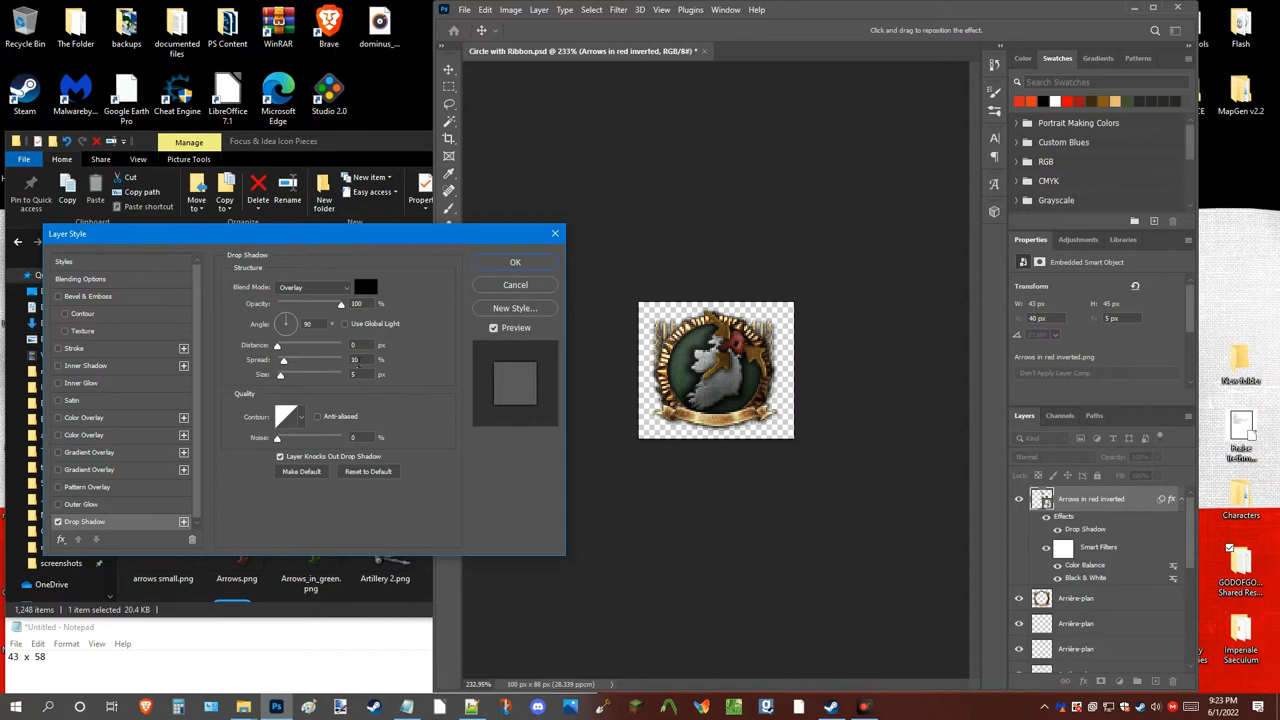 File Edit Image Layer Type Select Filter 3D View Plugins Window Help
Click and drag to reposition the effect.
Circle with Ribbon.psd @ 233% (Arrows in red inverted, RGB/8#) * ×
Recycle Bin
The Folder
backups
documented files
PS Content
WinRAR
Brave
dominus_...
Steam
Malwareby...
Google Earth Pro
Cheat Engine
LibreOffice 7.1
Microsoft Edge
Studio 2.0
Flash
MapGen v2.2
New folder
Characters
GODOFGO...
Shared Res...
Imperiale Saeculum
Manage
Focus & Idea Icon Pieces
File Home Share View Picture Tools
Pin to Quick access
Copy
Paste
Cut
Copy path
Shortcut
Move to
Copy to
Delete
Rename
New folder
New item
Easy access
Clipboard
Organize
New
Layer Style
Styles
Blending Options
Bevel & Emboss
Contour
Texture
Stroke
Inner Shadow
Inner Glow
Satin
Color Overlay
Color Overlay
Gradient Overlay
Gradient Overlay
Pattern Overlay
Outer Glow
Drop Shadow
fx
Drop Shadow
Structure
Blend Mode: Overlay
Opacity: 100 %
Angle: 90 ° Use Global Light
Distance: 0 px
Spread: 10 %
Size: 5 px
Quality
Contour: Anti-aliased
Noise: 0 %
Layer Knocks Out Drop Shadow
Make Default Reset to Default
OK
Cancel
New Style...
Preview
screenshots
OneDrive
arrows small.png
Arrows.png
Arrows_in_green.png
Artillery 2.png
1,248 items 1 item selected 20.4 KB
*Untitled - Notepad
File Edit Format View Help
43 x 58
232.95% 100 px x 88 px (28.339 ppcm)
Color Swatches Gradients Patterns
Search Swatches
Portrait Making Colors
Custom Blues
RGB
CMYK
Grayscale
Properties Adjustments Libraries
Embedded Smart Object
Transform
W: 43 px H: 45 px
X: 40 px Y: 5 px
Arrows in red inverted.png
Don't Apply Layer Comp
Layers Channels Paths
Kind
Normal Opacity: 100%
Arrows in red inverted fx
Effects
Drop Shadow
Smart Filters
Color Balance
Black & White
Arrière-plan
Arrière-plan
Arrière-plan
9:23 PM
6/1/2022